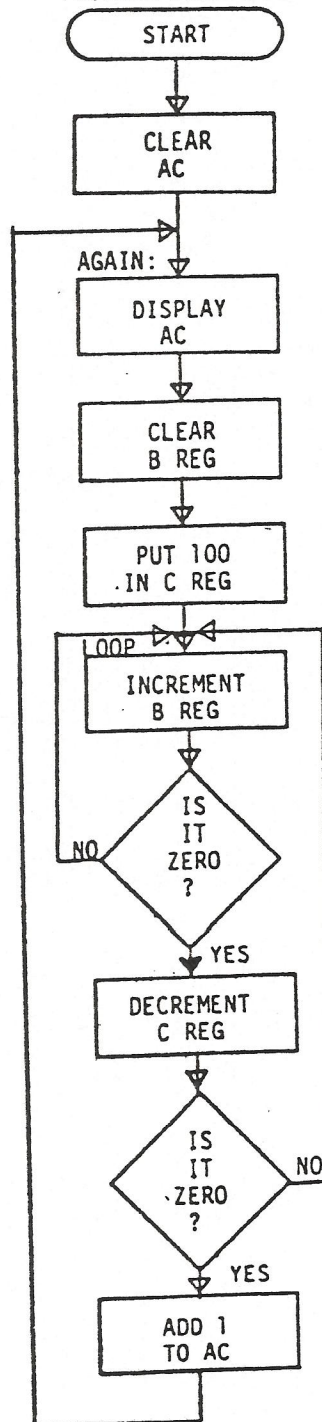 START
CLEAR
AC
AGAIN:
DISPLAY
AC
CLEAR
B REG
PUT 100
IN C REG
LOOP
INCREMENT
B REG
IS
IT
ZERO
?
NO
YES
DECREMENT
C REG
IS
IT
ZERO
?
NO
YES
ADD 1
TO AC